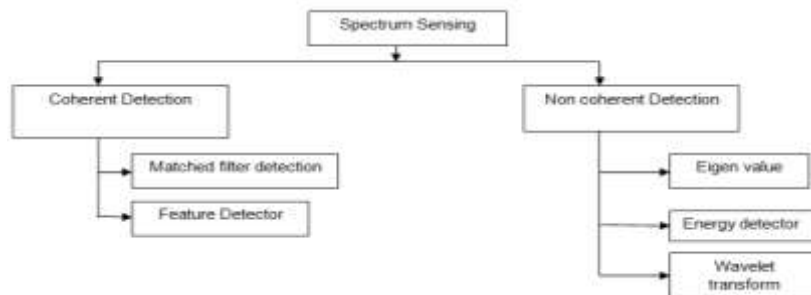 Spectrum Sensing
Coherent Detection
Non coherent Detection
Matched filter detection
Eigen value
Feature Detector
Energy detector
Wavelet
transform